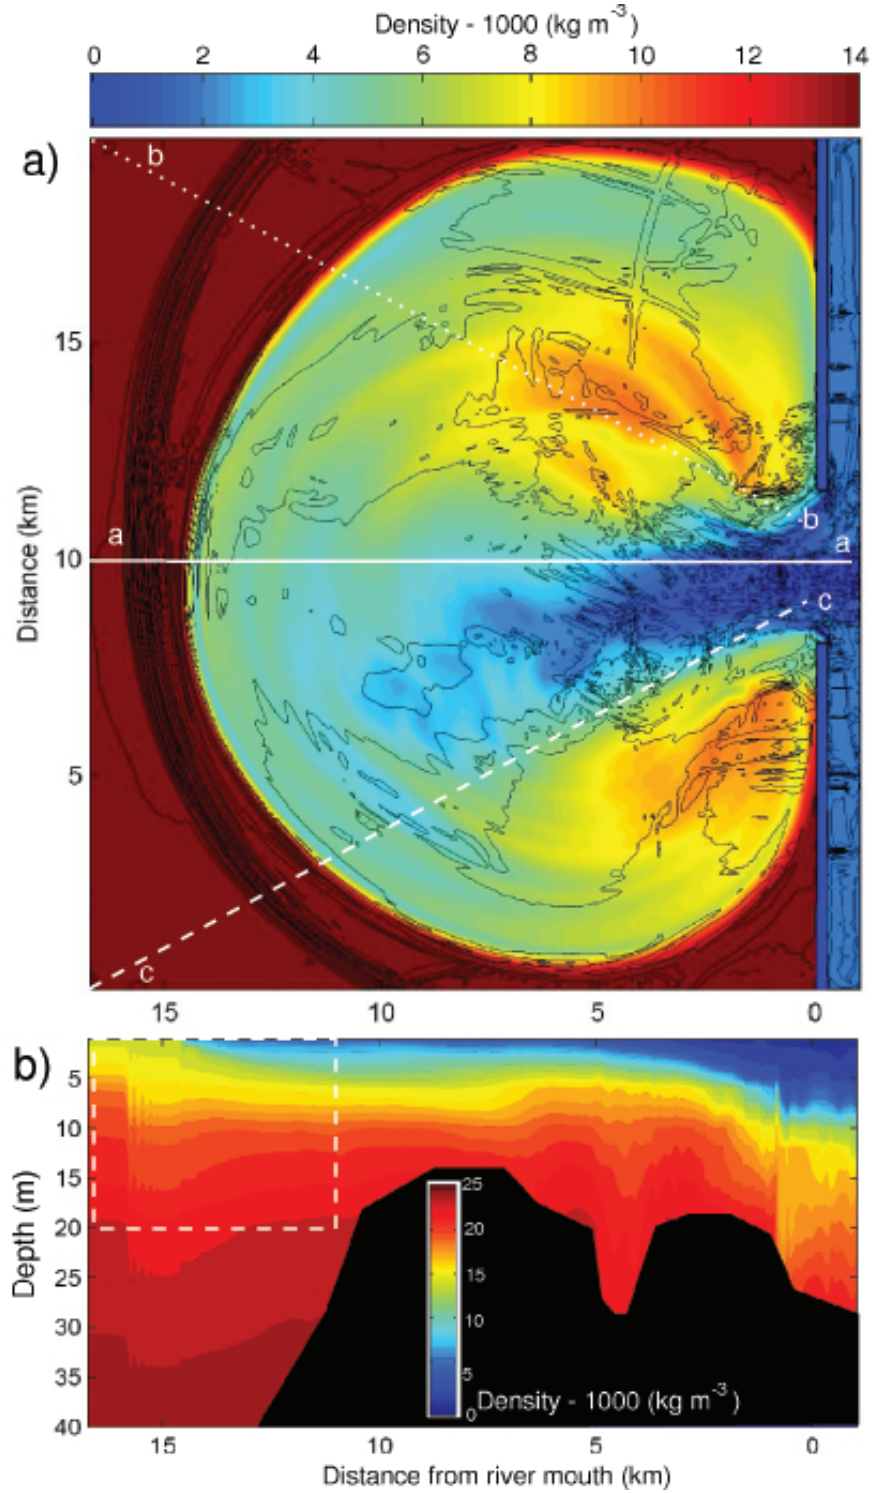 Density - 1000 (kg m⁻³)
0 2 4 6 8 10 12 14
a)
b
15
Distance (km)
b
a
10
a
c
5
c
15 10 5 0
b)
5
10
15
20
25
30
35
40
Depth (m)
25
20
15
10
5
0
Density - 1000 (kg m⁻³)
15 10 5 0
Distance from river mouth (km)